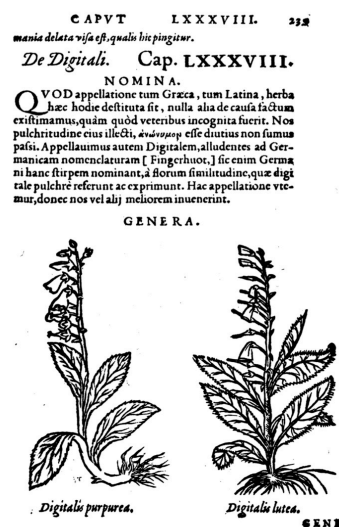 CAPVT LXXXVIII. 232
mania delata visa est, qualis hic pingitur.
De Digitali. Cap. LXXXVIII.
NOMINA.
QVOD appellatione tum Græca, tum Latina, herba
hæc hodie destituta sit, nulla alia de causa factum
existimamus, quàm quòd veteribus incognita fuerit. Nos
pulchritudine eius illecti, ἀνώνυμον esse diutius non sumus
passi. Appellauimus autem Digitalem, alludentes ad Ger-
manicam nomenclaturam [Fingerhuot,] sic enim Germa
ni hanc stirpem nominant, à florum similitudine, quæ digi
tale pulchrè referunt ac exprimunt. Hac appellatione vte-
mur, donec nos vel alij meliorem inuenerint.
GENERA.
Digitalis purpurea. Digitalis lutea.
GENE